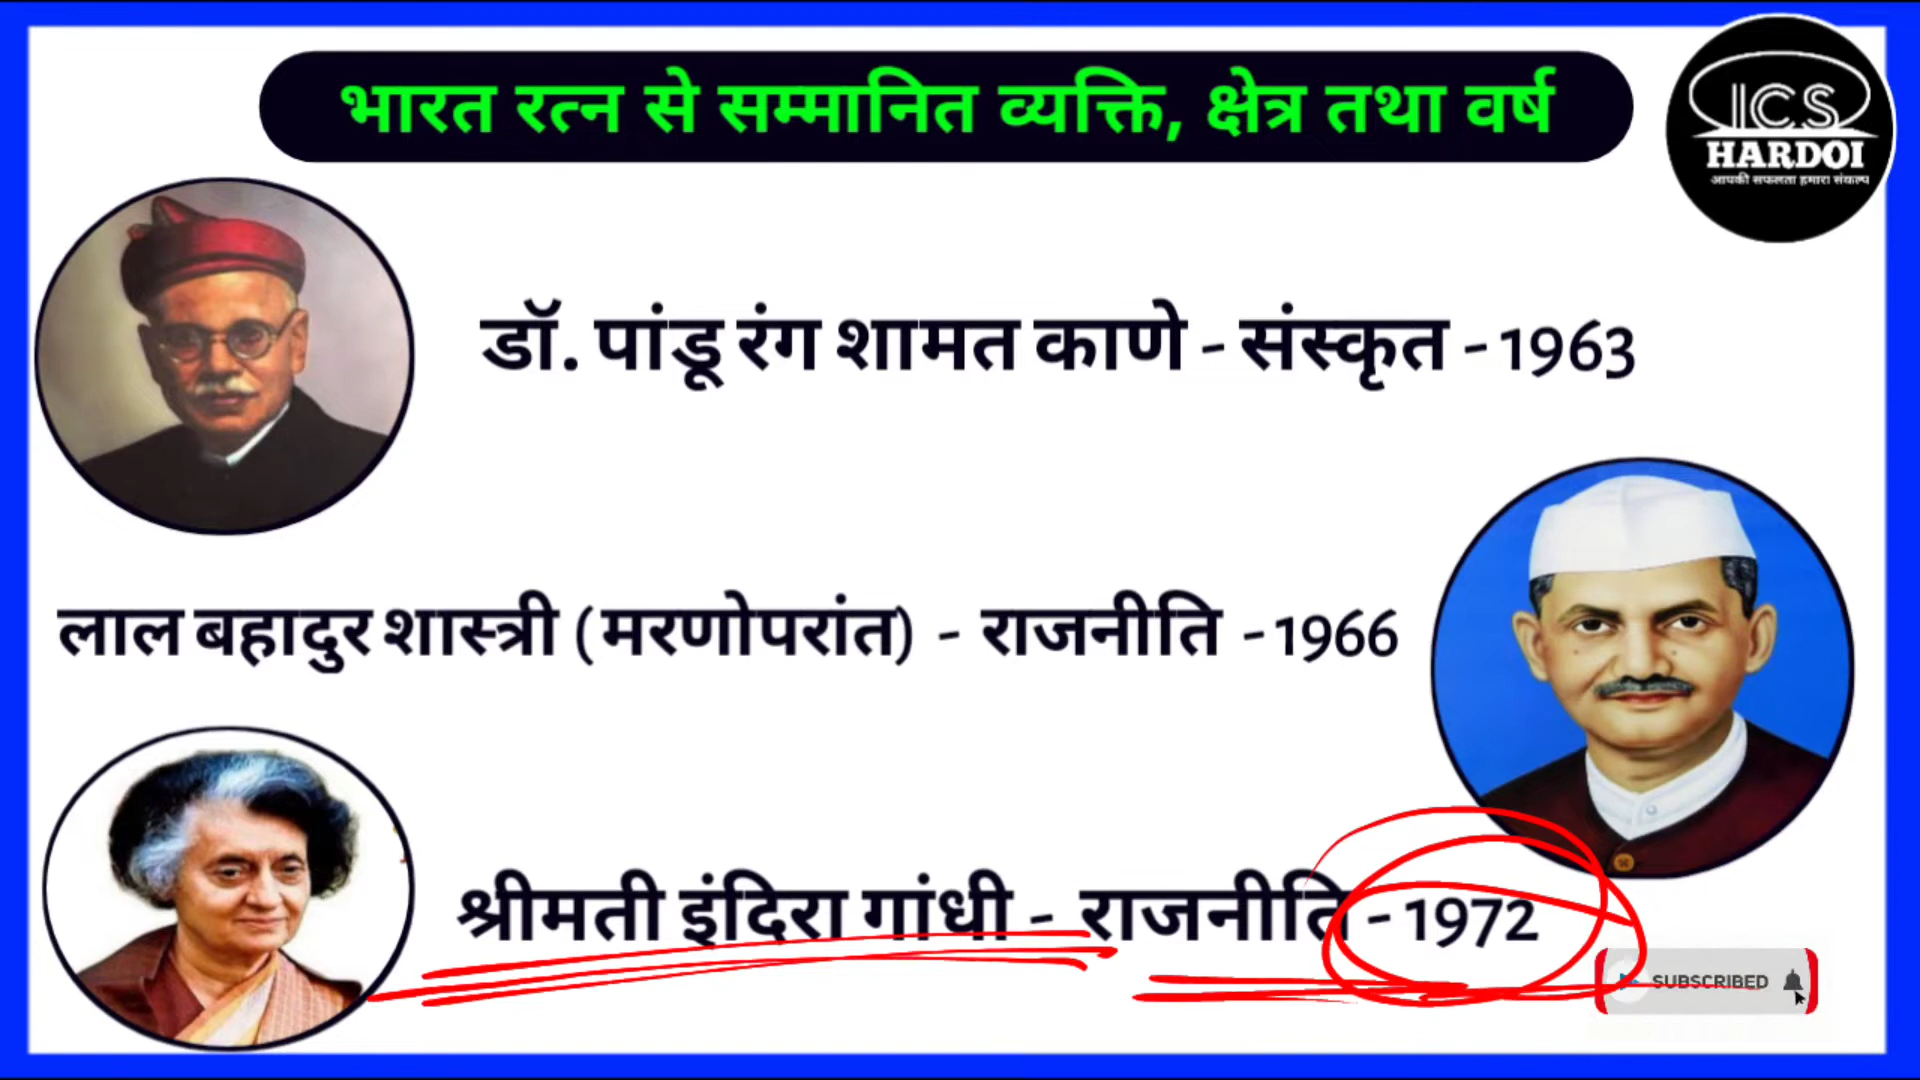 भारत रत्न से सम्मानित व्यक्ति, क्षेत्र तथा वर्ष
ICS
HARDOI
आपकी सफलता हमारा संकल्प
डॉ. पांडू रंग शामत काणे - संस्कृत - 1963
लाल बहादुर शास्त्री (मरणोपरांत) - राजनीति - 1966
श्रीमती इंदिरा गांधी - राजनीति - 1972
SUBSCRIBED